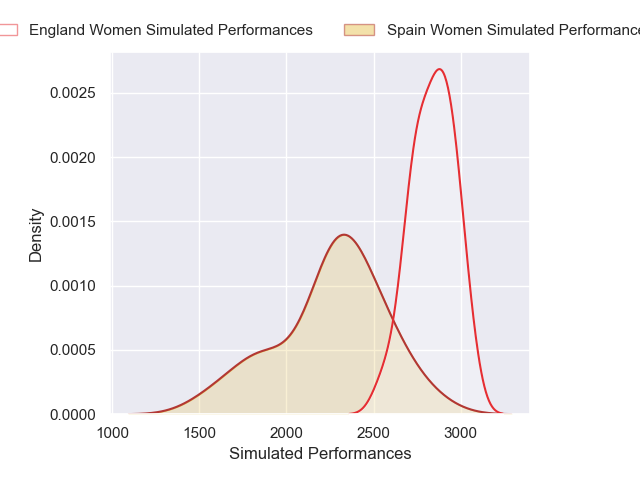 England Women Simulated Performances
Spain Women Simulated Performance
0.0025
0.0020
0.0015
0.0010
0.0005
0.0000
Density
1000 1500 2000 2500 3000
Simulated Performances